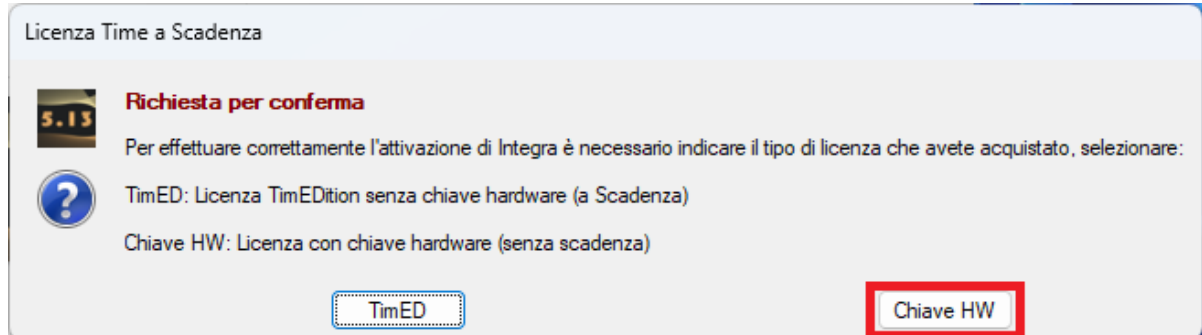 Licenza Time a Scadenza
5.13
Richiesta per conferma
Per effettuare correttamente l'attivazione di Integra è necessario indicare il tipo di licenza che avete acquistato, selezionare:
TimED: Licenza TimEDition senza chiave hardware (a Scadenza)
?
Chiave HW: Licenza con chiave hardware (senza scadenza)
TimED
Chiave HW